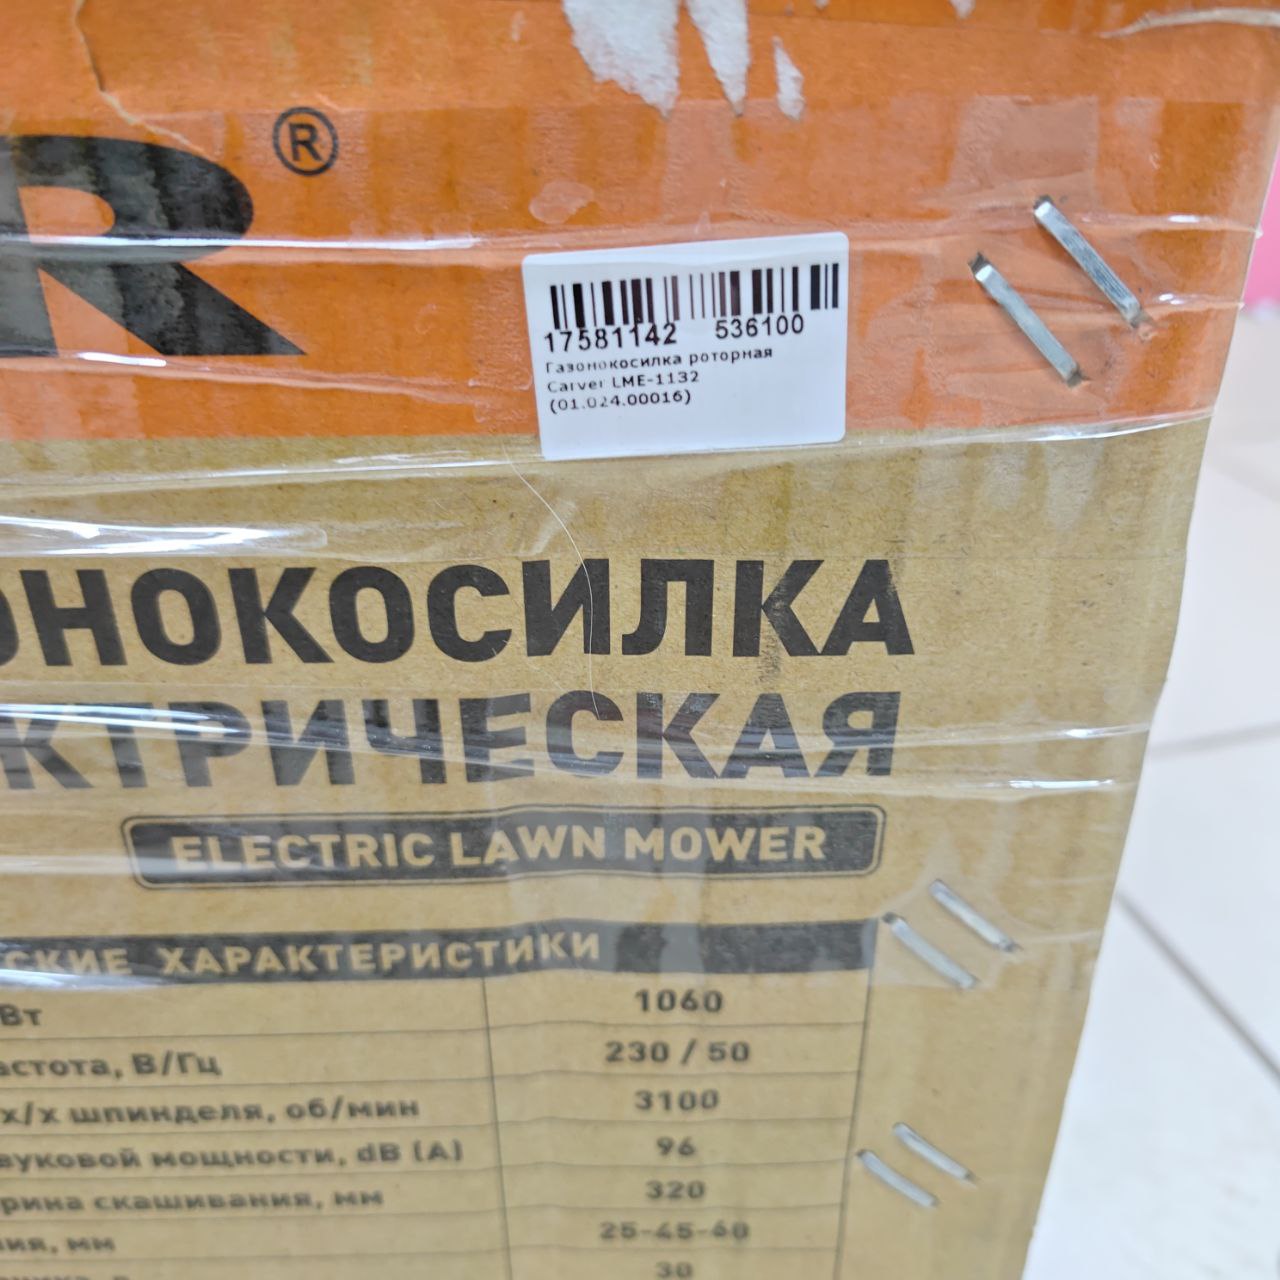 R®
17581142 536100
Газонокосилка роторная
Carver LME-1132
(01.024.00016)
ОНОКОСИЛКА
КТРИЧЕСКАЯ
ELECTRIC LAWN MOWER
СКИЕ ХАРАКТЕРИСТИКИ
Вт 1060
астота, В/Гц 230 / 50
х/х шпинделя, об/мин 3100
вуковой мощности, dB (A) 96
рина скашивания, мм 320
ия, мм 25-45-60
30